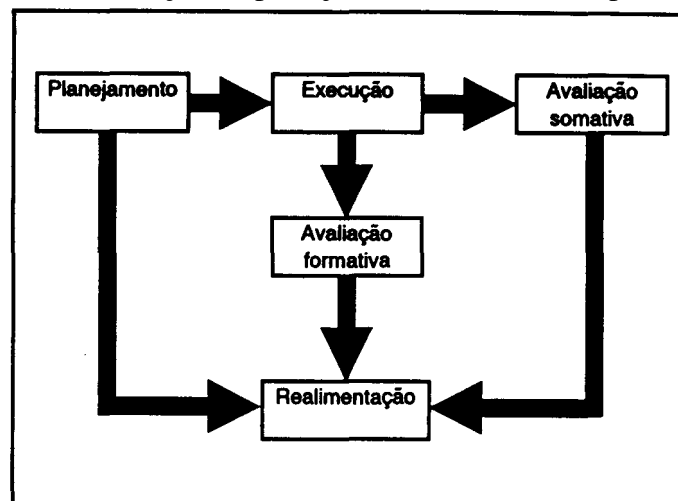 Planejamento
Execução
Avaliação
somativa
Avaliação
formativa
Realimentação